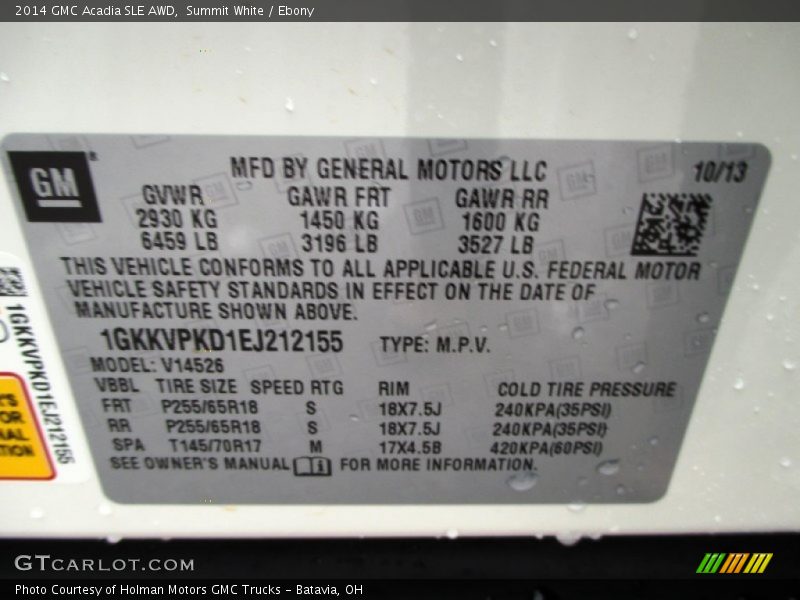 2014 GMC Acadia SLE AWD, Summit White / Ebony
GM
MFD BY GENERAL MOTORS LLC
10/13
GVWR GAWR FRT GAWR RR
2930 KG 1450 KG 1600 KG
6459 LB 3196 LB 3527 LB
THIS VEHICLE CONFORMS TO ALL APPLICABLE U.S. FEDERAL MOTOR
VEHICLE SAFETY STANDARDS IN EFFECT ON THE DATE OF
MANUFACTURE SHOWN ABOVE.
1GKKVPKD1EJ212155 TYPE: M.P.V.
MODEL: V14526
VBBL TIRE SIZE SPEED RTG RIM COLD TIRE PRESSURE
FRT P255/65R18 S 18X7.5J 240KPA(35PSI)
RR P255/65R18 S 18X7.5J 240KPA(35PSI)
SPA T145/70R17 M 17X4.5B 420KPA(60PSI)
SEE OWNER'S MANUAL FOR MORE INFORMATION.
1GKKVPKD1EJ212155
GTCARLOT.COM
Photo Courtesy of Holman Motors GMC Trucks - Batavia, OH